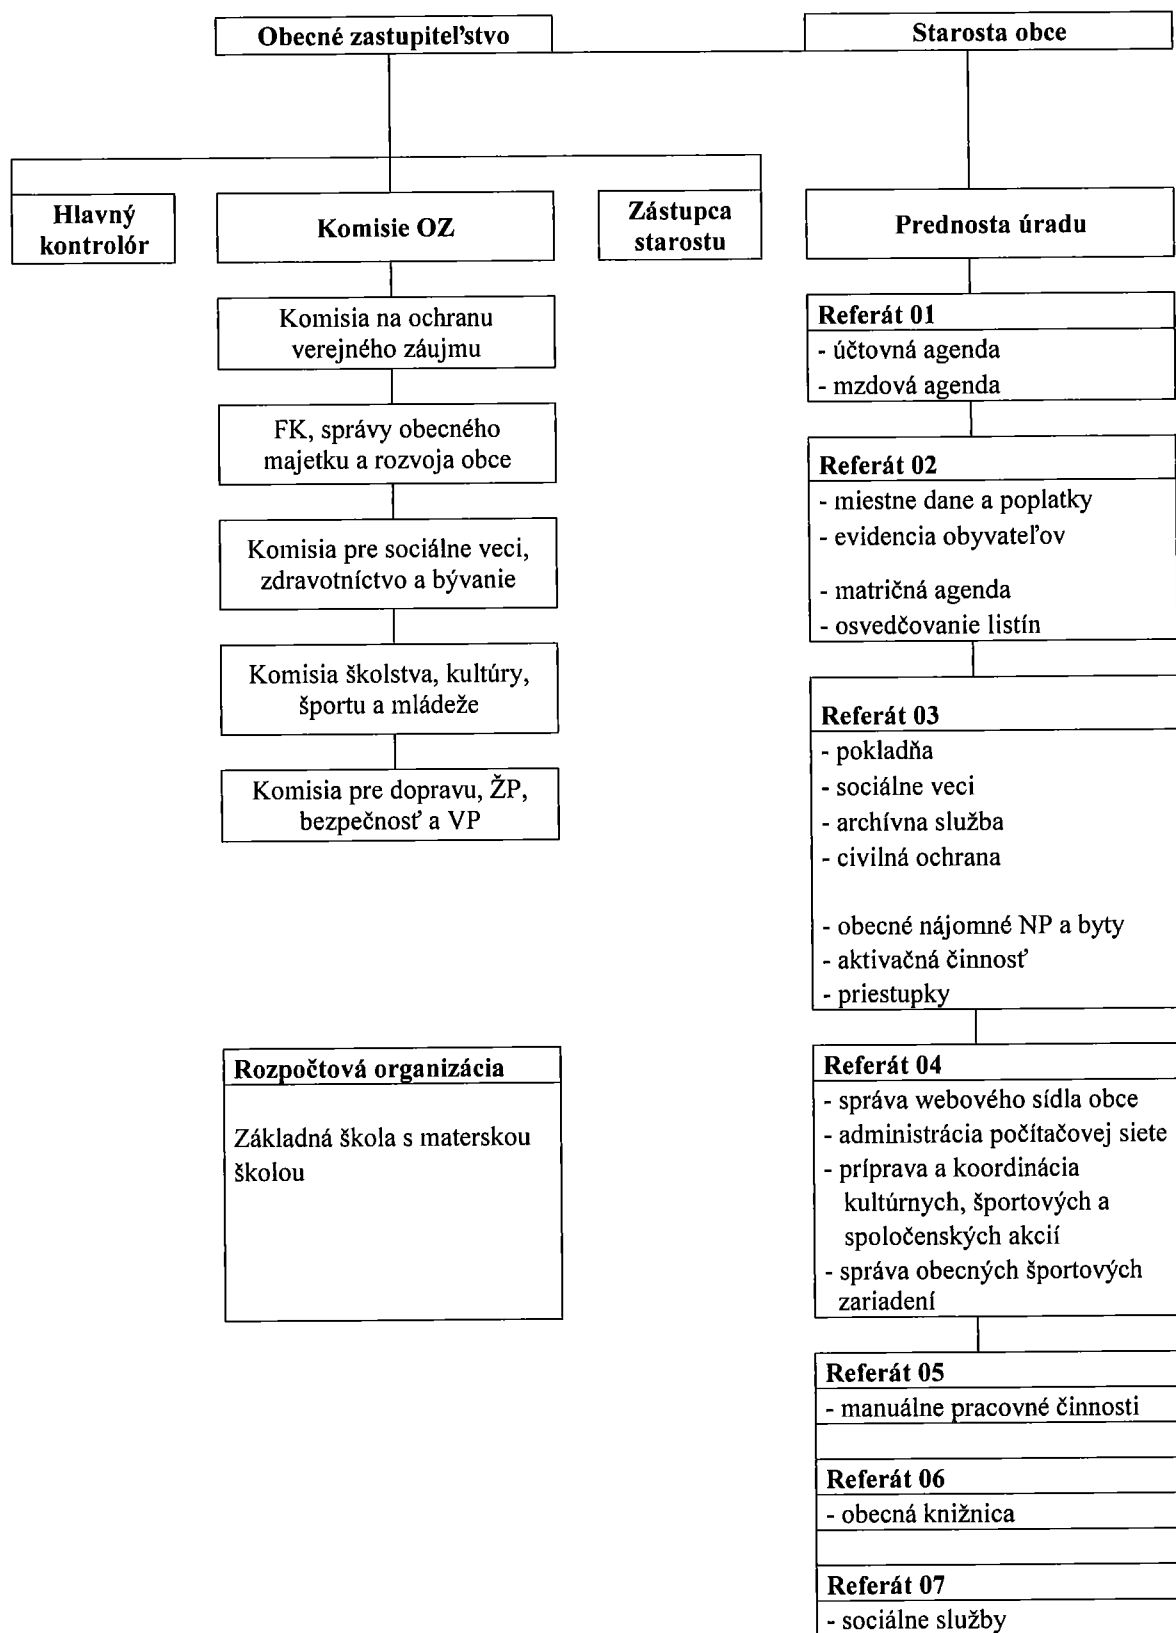 Obecné zastupiteľstvo
Starosta obce
Hlavný
kontrolór
Komisie OZ
Zástupca
starostu
Prednosta úradu
Komisia na ochranu
verejného záujmu
FK, správy obecného
majetku a rozvoja obce
Komisia pre sociálne veci,
zdravotníctvo a bývanie
Komisia školstva, kultúry,
športu a mládeže
Komisia pre dopravu, ŽP,
bezpečnosť a VP
Rozpočtová organizácia
Základná škola s materskou
školou
Referát 01
- účtovná agenda
- mzdová agenda
Referát 02
- miestne dane a poplatky
- evidencia obyvateľov
- matričná agenda
- osvedčovanie listín
Referát 03
- pokladňa
- sociálne veci
- archívna služba
- civilná ochrana
- obecné nájomné NP a byty
- aktivačná činnosť
- priestupky
Referát 04
- správa webového sídla obce
- administrácia počítačovej siete
- príprava a koordinácia
kultúrnych, športových a
spoločenských akcií
- správa obecných športových
zariadení
Referát 05
- manuálne pracovné činnosti
Referát 06
- obecná knižnica
Referát 07
- sociálne služby